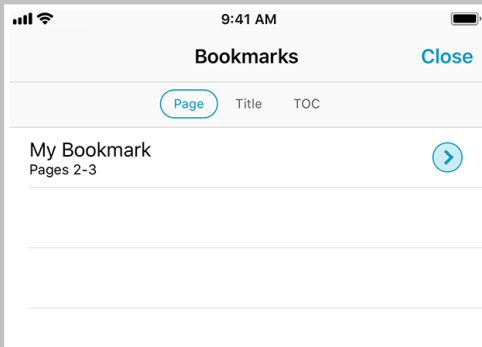 9:41 AM
Bookmarks Close
Page Title TOC
My Bookmark
Pages 2-3